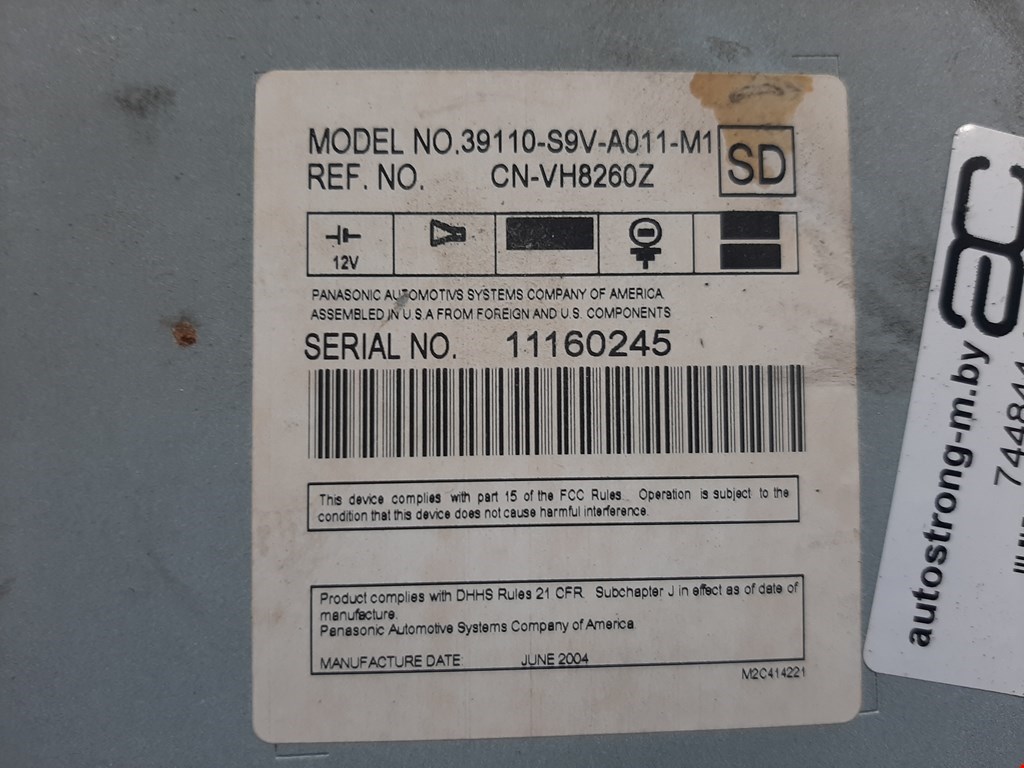 MODEL NO.39110-S9V-A011-M1
SD
REF. NO. CN-VH8260Z
12V
PANASONIC AUTOMOTIVS SYSTEMS COMPANY OF AMERICA
ASSEMBLED IN U.S.A FROM FOREIGN AND U.S. COMPONENTS
SERIAL NO. 11160245
This device complies with part 15 of the FCC Rules. Operation is subject to the
condition that this device does not cause harmful interference.
Product complies with DHHS Rules 21 CFR Subchapter J in effect as of date of
manufacture.
Panasonic Automotive Systems Company of America
MANUFACTURE DATE: JUNE 2004
M2C414221
ac
autostrong-m.by